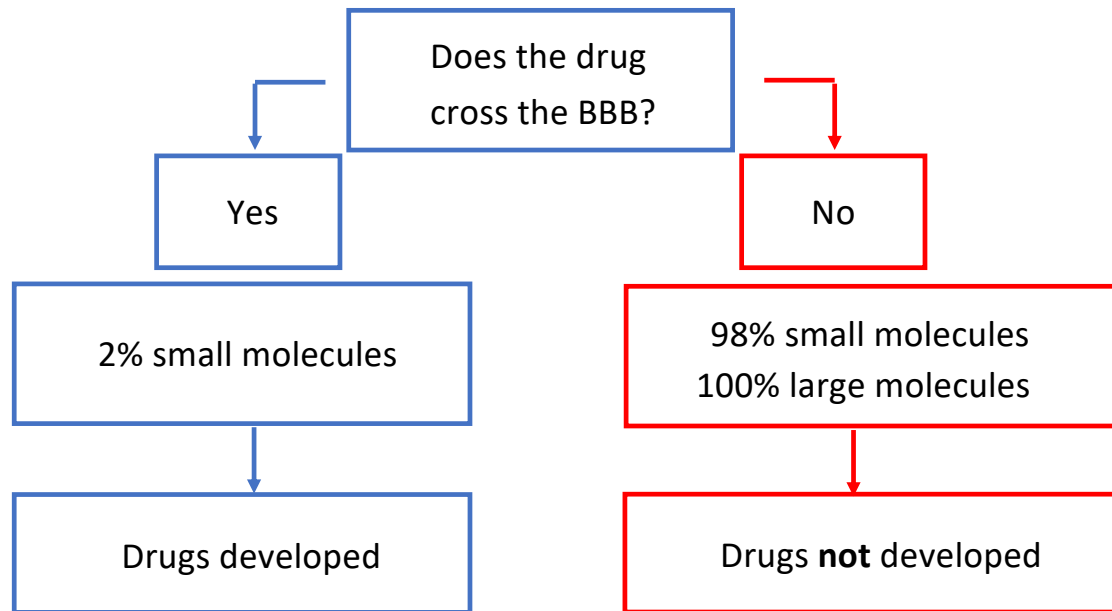 Does the drug
cross the BBB?
Yes
No
2% small molecules
98% small molecules
100% large molecules
Drugs developed
Drugs not developed